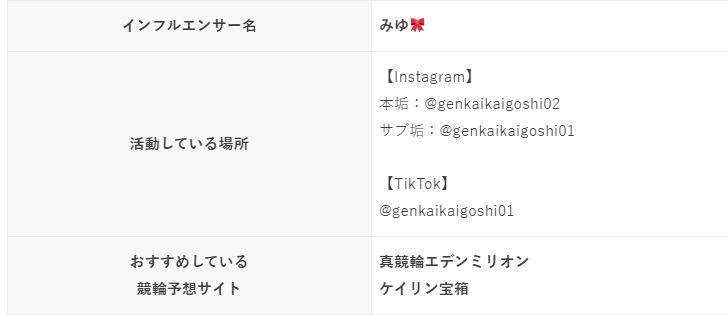 インフルエンサー名
みゆ🎀
活動している場所
【Instagram】
本垢：@genkaikaigoshi02
サブ垢：@genkaikaigoshi01
【TikTok】
@genkaikaigoshi01
おすすめしている
競輪予想サイト
真競輪エデンミリオン
ケイリン宝箱